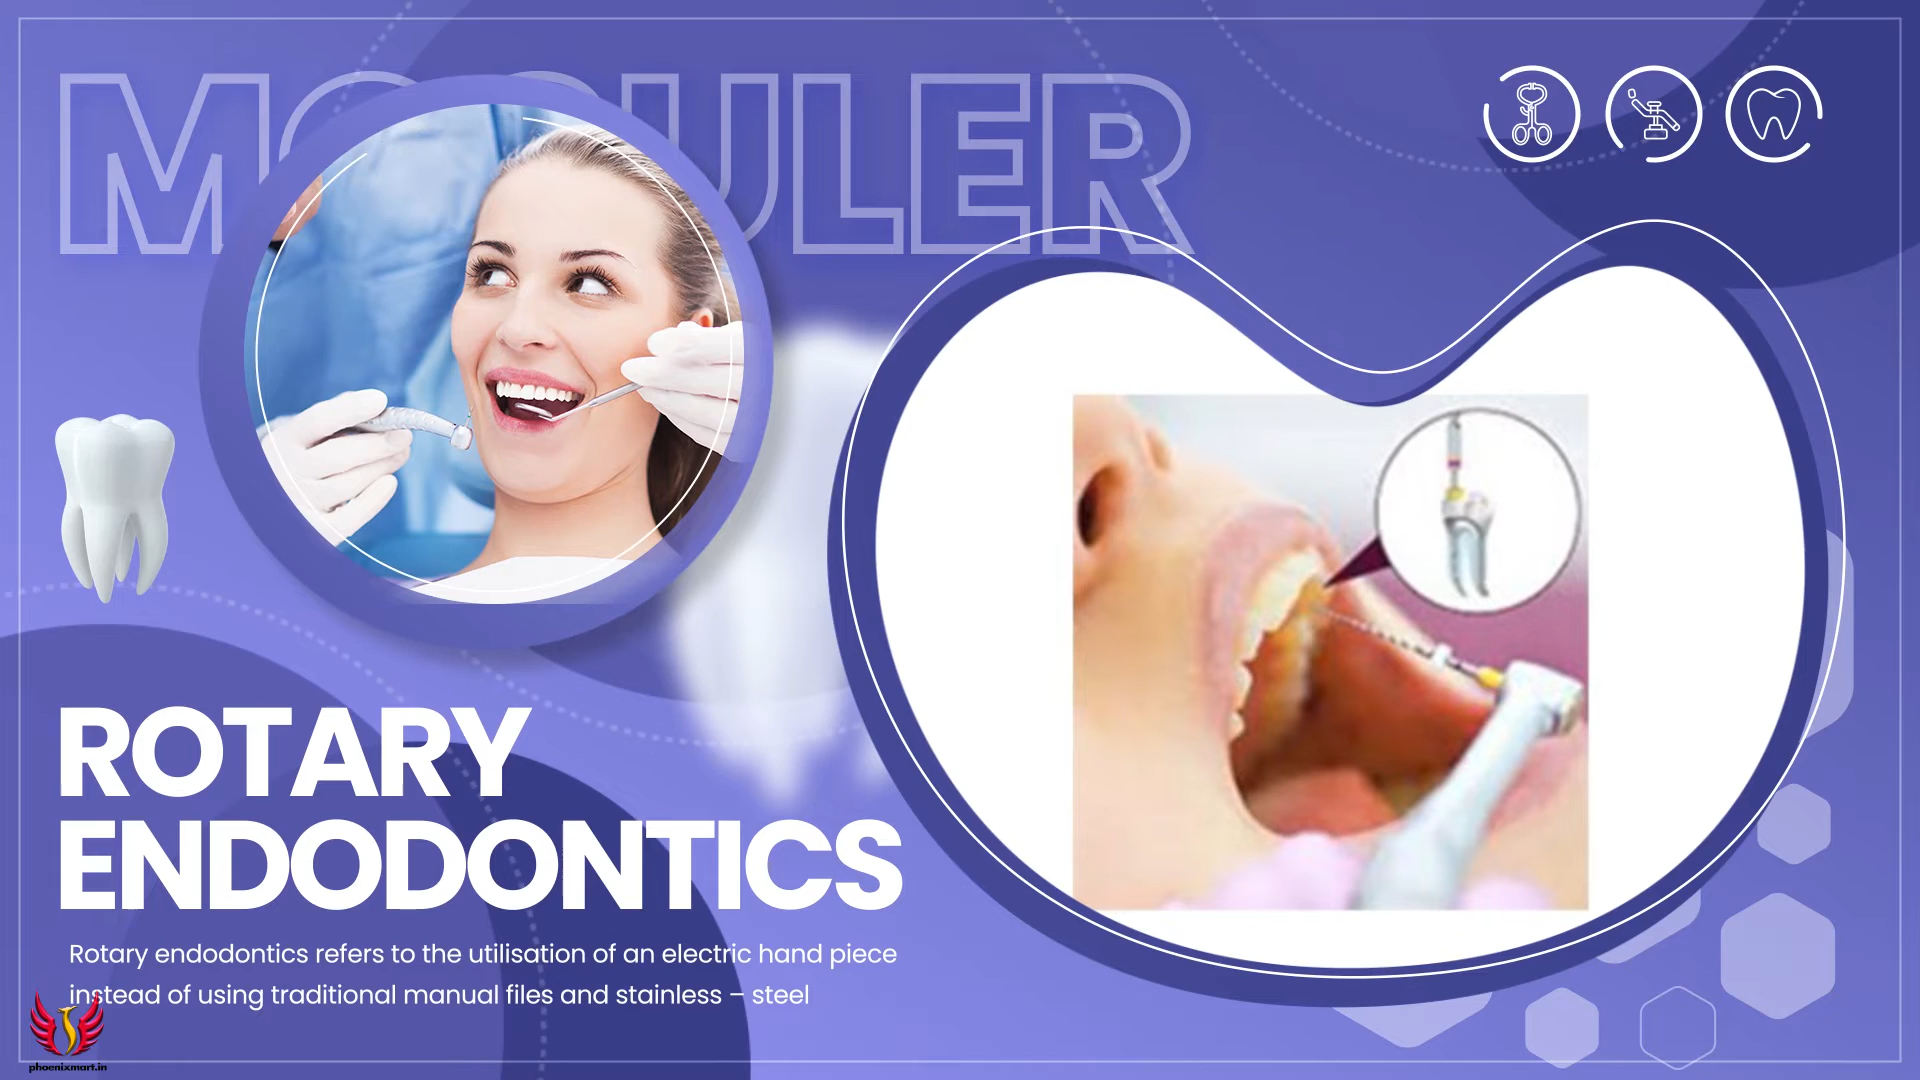 ROTARY
ENDODONTICS
Rotary endodontics refers to the utilisation of an electric hand piece
instead of using traditional manual files and stainless – steel
phoenixmart.in